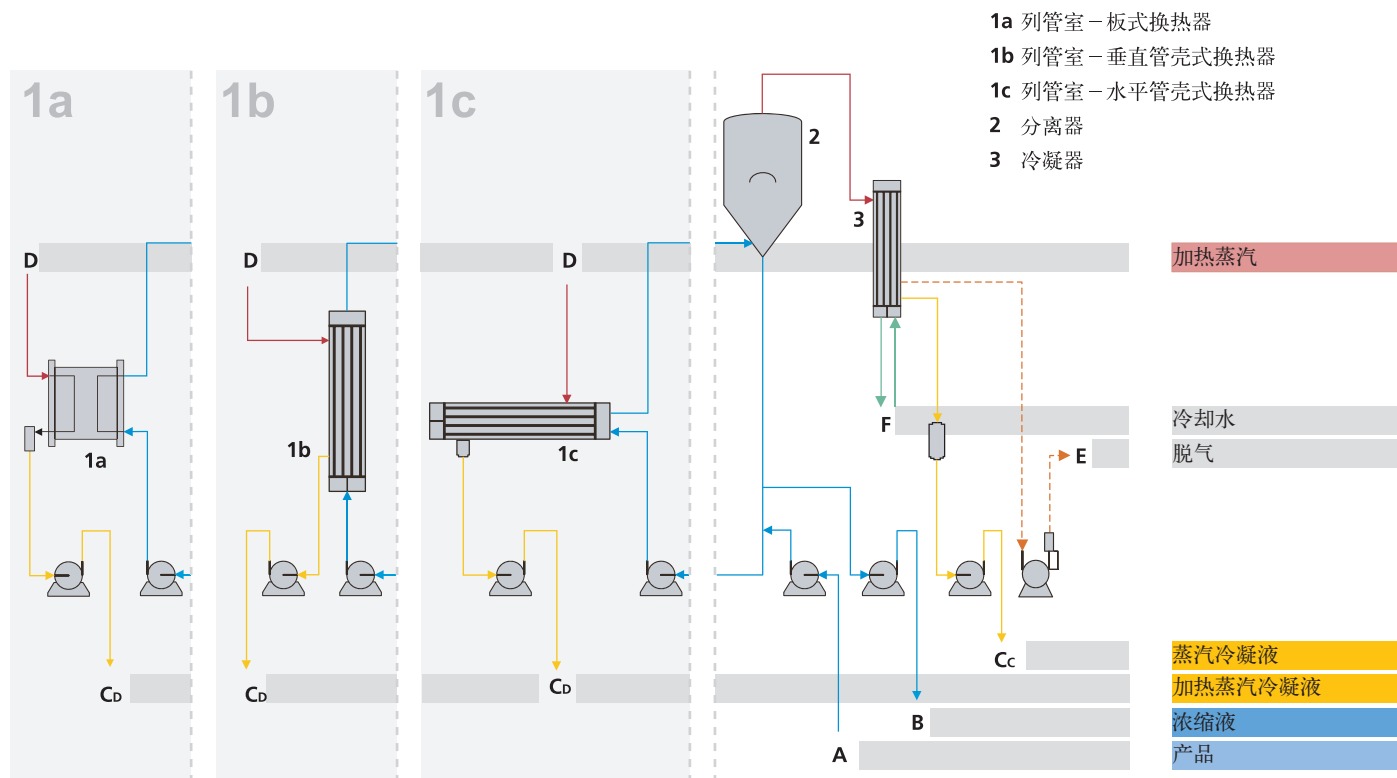 1a 列管室－板式换热器
1b 列管室－垂直管壳式换热器
1c 列管室－水平管壳式换热器
2 分离器
3 冷凝器
1a
1b
1c
2
3
D
D
D
加热蒸汽
F
冷却水
1a
1b
1c
E
脱气
Cc
蒸汽冷凝液
CD
CD
CD
加热蒸汽冷凝液
B
浓缩液
A
产品